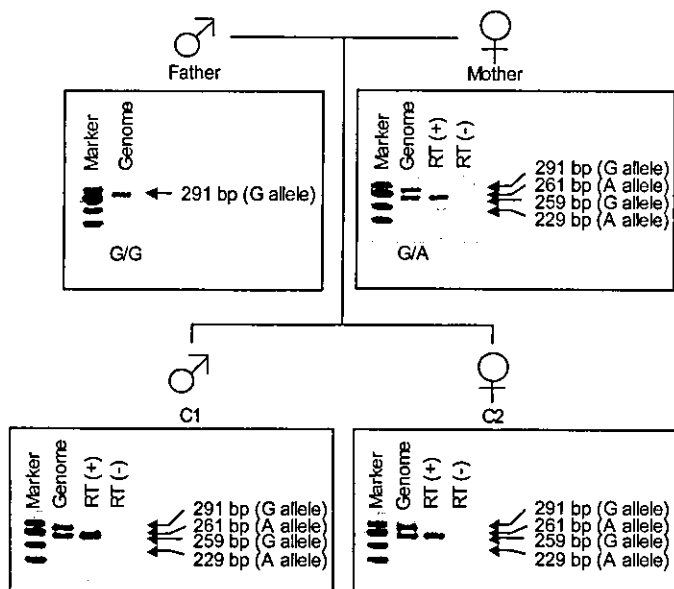 Father
Mother
Marker
Genome
291 bp (G allele)
G/G
Marker
Genome
RT (+)
RT (-)
291 bp (G allele)
261 bp (A allele)
259 bp (G allele)
229 bp (A allele)
G/A
C1
C2
Marker
Genome
RT (+)
RT (-)
291 bp (G allele)
261 bp (A allele)
259 bp (G allele)
229 bp (A allele)
Marker
Genome
RT (+)
RT (-)
291 bp (G allele)
261 bp (A allele)
259 bp (G allele)
229 bp (A allele)